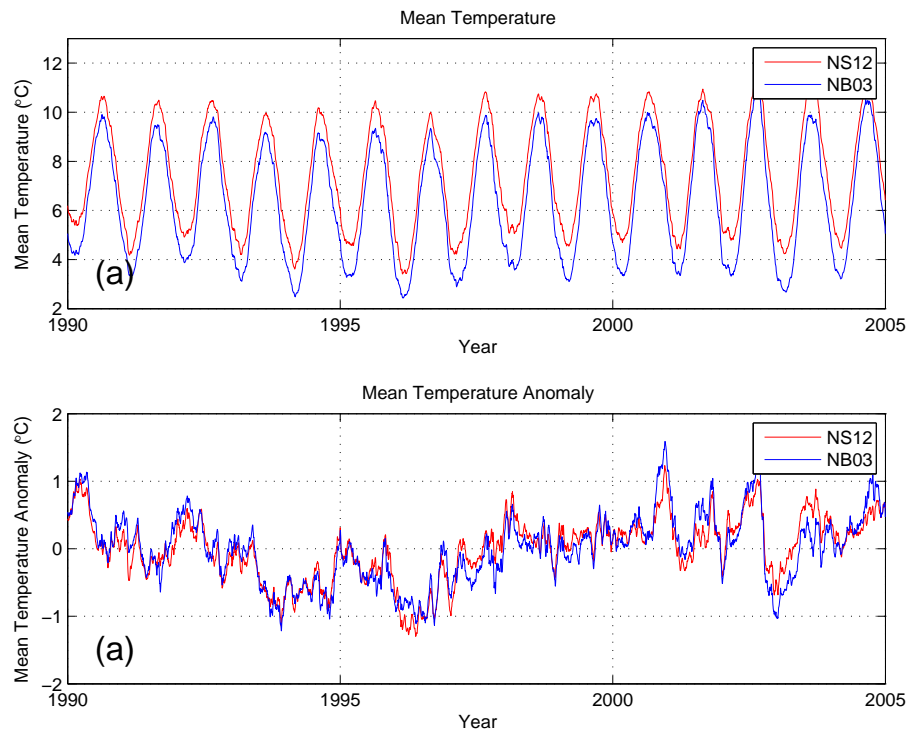 Mean Temperature
Mean Temperature (°C)
12
10
8
6
4
2
NS12
NB03
(a)
1990
1995
2000
2005
Year
Mean Temperature Anomaly
Mean Temperature Anomaly (°C)
2
1
0
−1
−2
NS12
NB03
(a)
1990
1995
2000
2005
Year